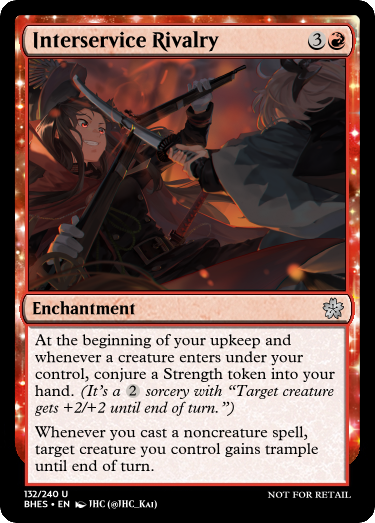 Interservice Rivalry 3
Enchantment
At the beginning of your upkeep and
whenever a creature enters under your
control, conjure a Strength token into your
hand. (It's a 2 sorcery with “Target creature
gets +2/+2 until end of turn.”)
Whenever you cast a noncreature spell,
target creature you control gains trample
until end of turn.
132/240 U
NOT FOR RETAIL
BHES • EN JHC (@JHC_KA1)